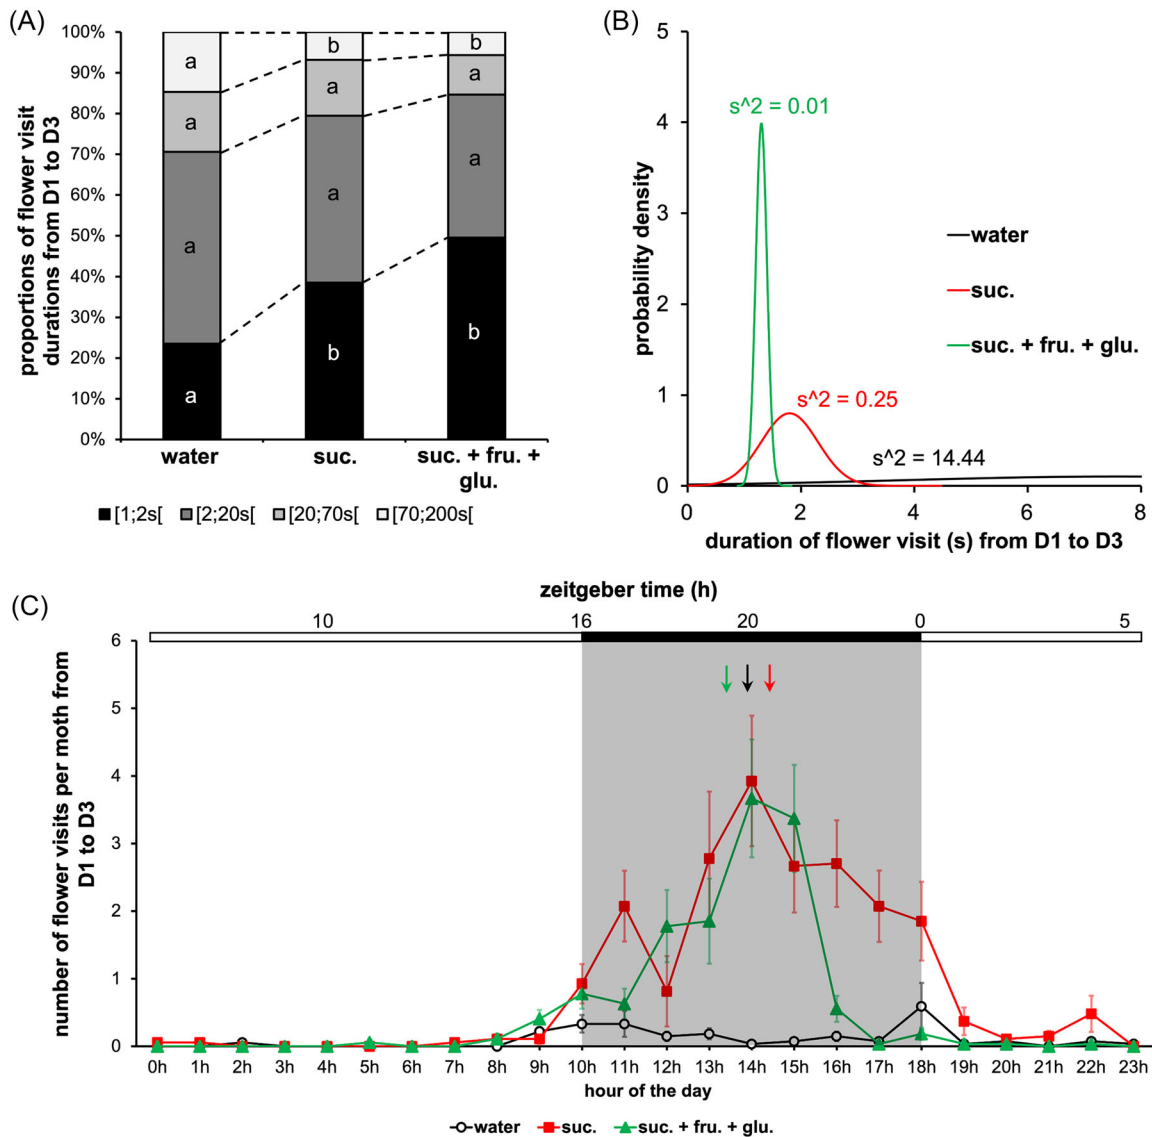 (A)
proportions of flower visit
durations from D1 to D3
100%
90%
80%
70%
60%
50%
40%
30%
20%
10%
0%
a
a
a
a
b
a
a
b
b
a
a
b
water
suc.
suc. + fru. +
glu.
[1;2s[
[2;20s[
[20;70s[
[70;200s[
(B)
probability density
5
4
3
2
1
0
s^2 = 0.01
s^2 = 0.25
s^2 = 14.44
water
suc.
suc. + fru. + glu.
0 2 4 6 8
duration of flower visit (s) from D1 to D3
(C)
zeitgeber time (h)
10 16 20 0 5
number of flower visits per moth from
D1 to D3
6
5
4
3
2
1
0
0h 1h 2h 3h 4h 5h 6h 7h 8h 9h 10h 11h 12h 13h 14h 15h 16h 17h 18h 19h 20h 21h 22h 23h
hour of the day
water suc. suc. + fru. + glu.